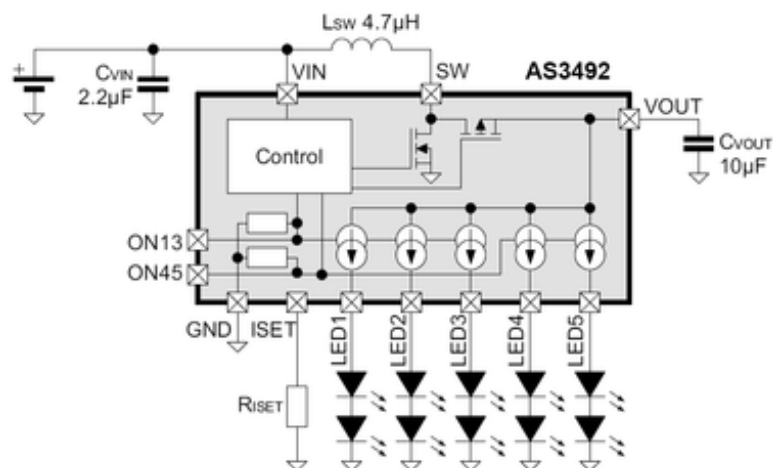 LSW 4.7µH
CVIN
2.2µF
VIN
SW
AS3492
VOUT
CVOUT
10µF
Control
ON13
ON45
GND
ISET
LED1
LED2
LED3
LED4
LED5
RISET
+